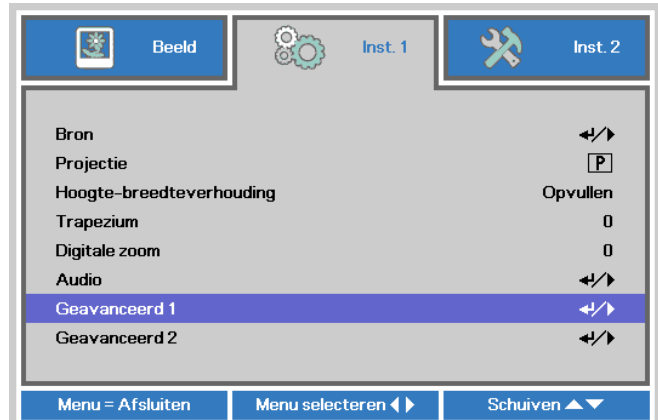 Beeld
Inst. 1
Inst. 2
Bron
Projectie P
Hoogte-breedteverhouding Opvullen
Trapezium 0
Digitale zoom 0
Audio
Geavanceerd 1
Geavanceerd 2
Menu = Afsluiten
Menu selecteren
Schuiven